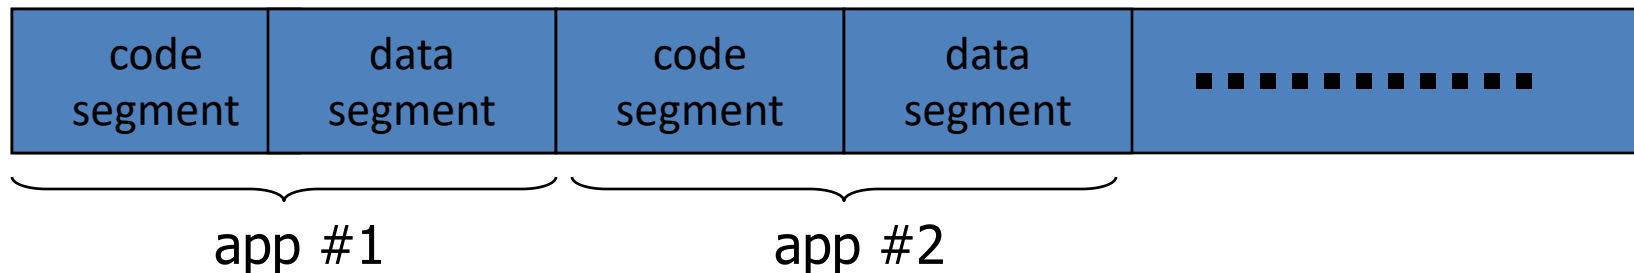 code
segment
data
segment
code
segment
data
segment
...........
app #1
app #2